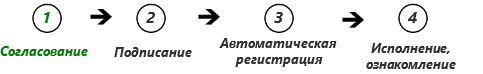 1 2 3 4
Согласование
Подписание
Автоматическая
регистрация
Исполнение,
ознакомление